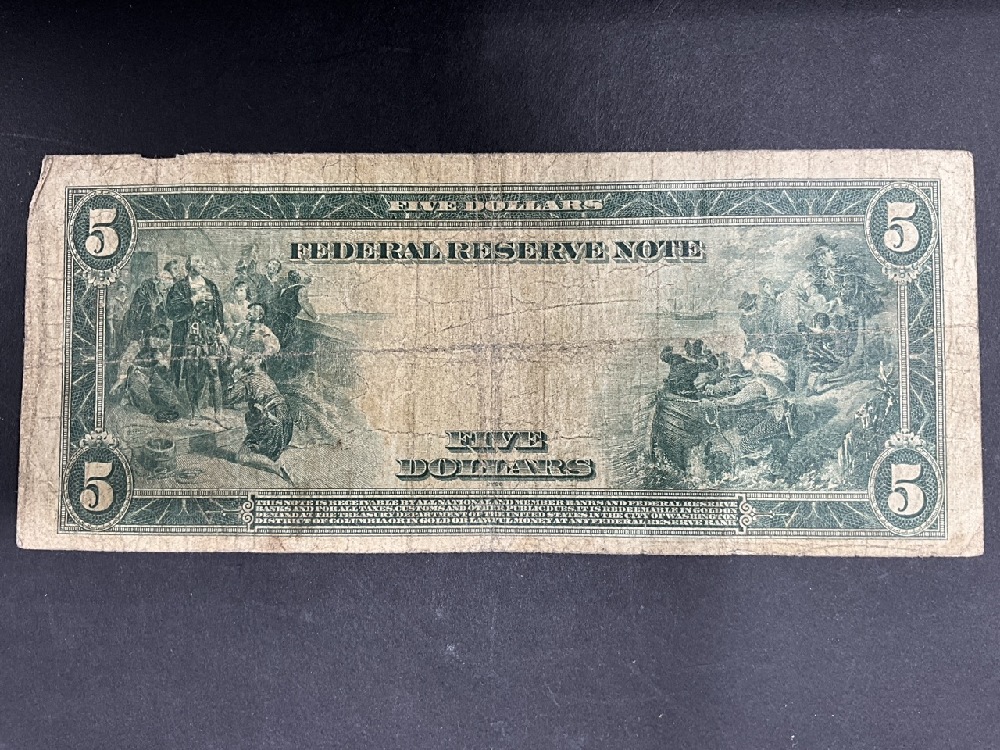 FIVE DOLLARS
5 5
FEDERAL RESERVE NOTE
FIVE
DOLLARS
5 5
THIS NOTE IS RECEIVABLE BY ALL NATIONAL AND MEMBER BANKS AND FEDERAL RESERVE
BANKS AND FOR ALL TAXES, CUSTOMS AND OTHER PUBLIC DUES. IT IS REDEEMABLE IN GOLD ON
DEMAND AT THE TREASURY DEPARTMENT OF THE UNITED STATES IN THE CITY OF WASHINGTON
DISTRICT OF COLUMBIA OR IN GOLD OR LAWFUL MONEY AT ANY FEDERAL RESERVE BANK